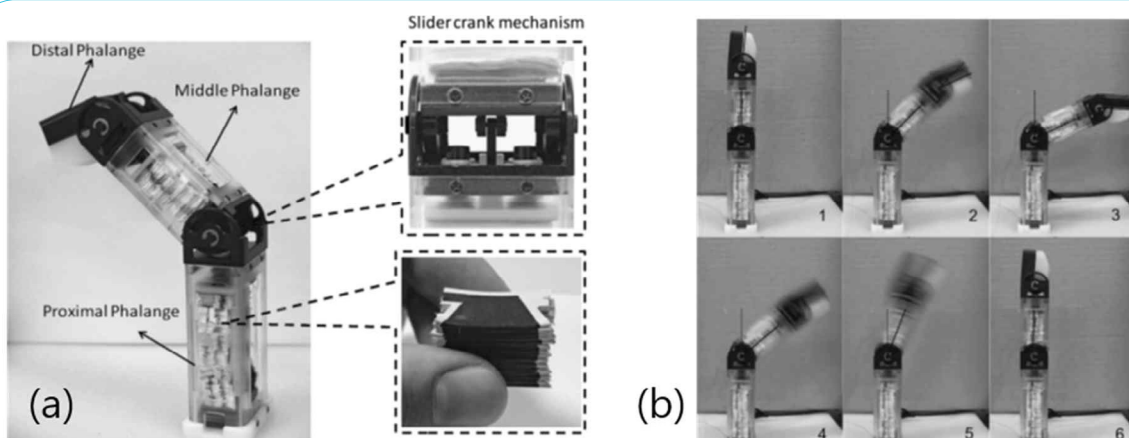 Slider crank mechanism
Distal Phalange
Middle Phalange
Proximal Phalange
(a)
(b)
C
C
1
C
2
C
C
3
C
4
C
5
C
C
6